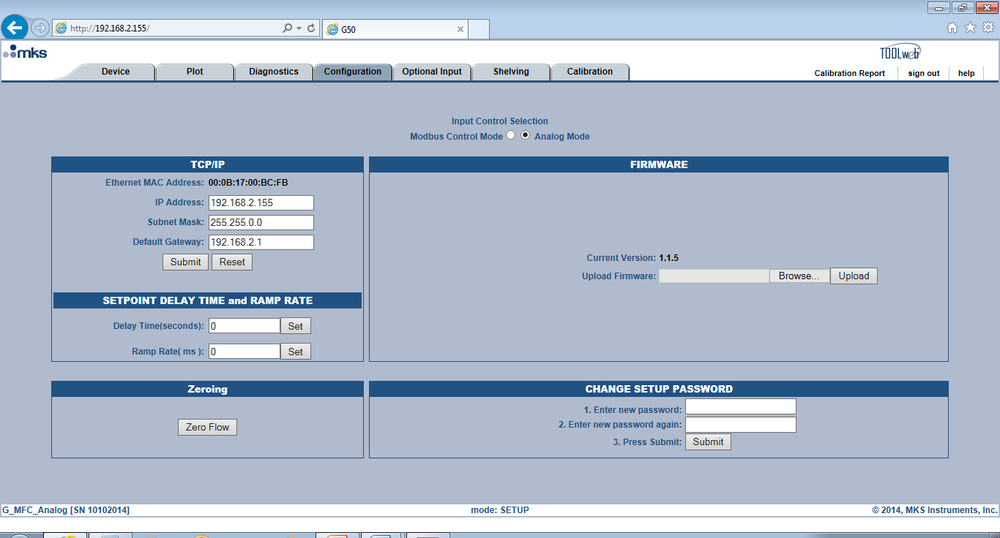 http://192.168.2.155/
G50
mks
TOOLweb
Device Plot Diagnostics Configuration Optional Input Shelving Calibration
Calibration Report sign out help
Input Control Selection
Modbus Control Mode Analog Mode
TCP/IP
Ethernet MAC Address: 00:0B:17:00:BC:FB
IP Address: 192.168.2.155
Subnet Mask: 255.255.0.0
Default Gateway: 192.168.2.1
Submit Reset
SETPOINT DELAY TIME and RAMP RATE
Delay Time(seconds): 0 Set
Ramp Rate( ms ): 0 Set
FIRMWARE
Current Version: 1.1.5
Upload Firmware: Browse... Upload
Zeroing
Zero Flow
CHANGE SETUP PASSWORD
1. Enter new password:
2. Enter new password again:
3. Press Submit: Submit
G_MFC_Analog [SN 10102014] mode: SETUP © 2014, MKS Instruments, Inc.